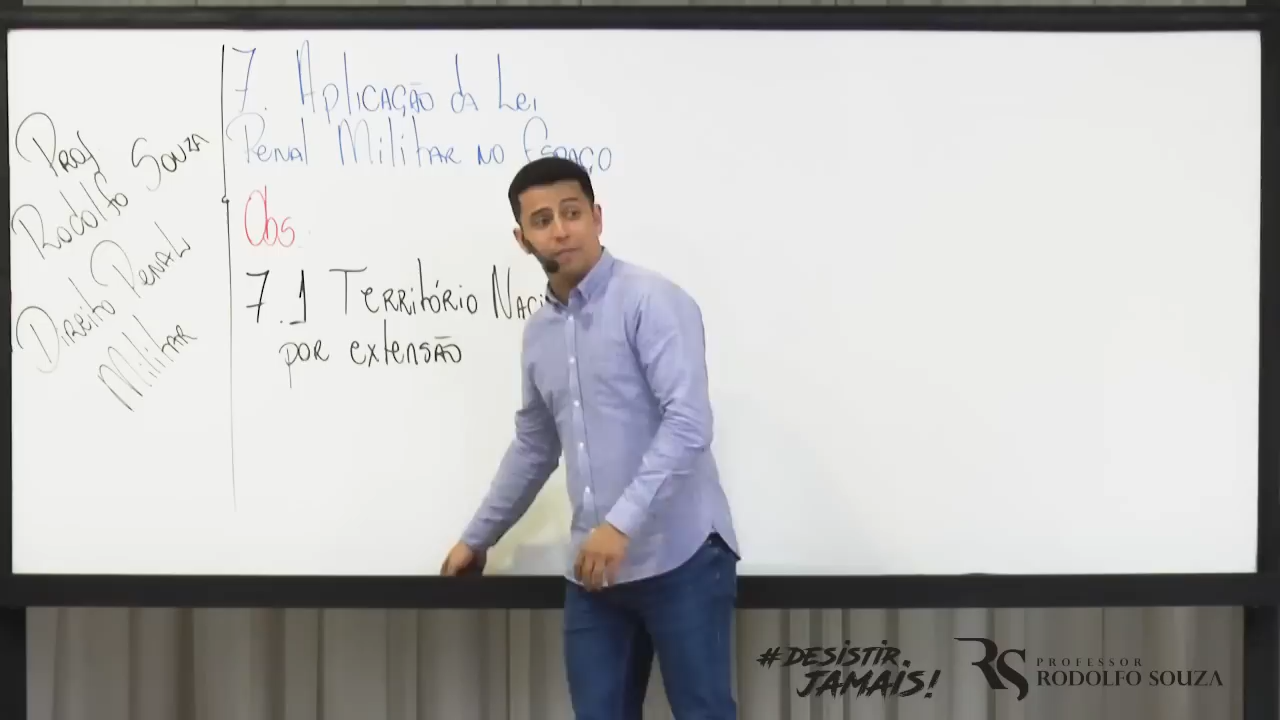 Prof
Rodolfo Souza
Direito Penal
Militar
7. Aplicação da Lei
Penal Militar no Espaço
Obs.
7.1 Território Naci
por extensão
#DESISTIR
JAMAIS!
RS
PROFESSOR
RODOLFO SOUZA